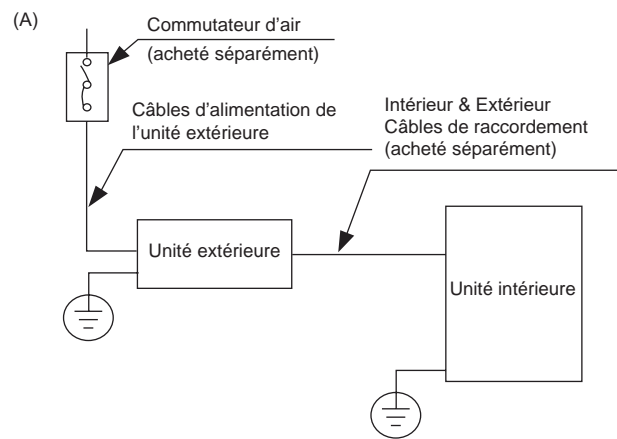 (A)
Commutateur d'air
(acheté séparément)
Câbles d'alimentation de
l'unité extérieure
Intérieur & Extérieur
Câbles de raccordement
(acheté séparément)
Unité extérieure
Unité intérieure